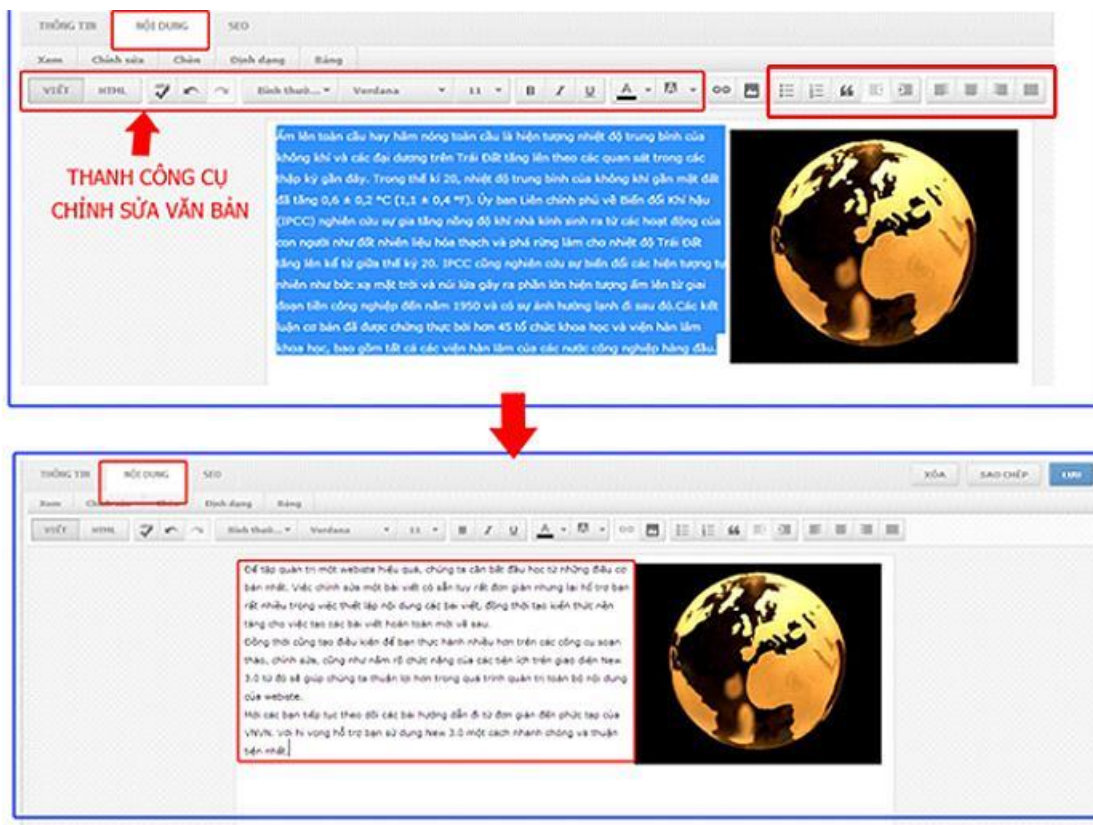 THÔNG TIN NỘI DUNG SEO
Xem Chỉnh sửa Chèn Định dạng Bảng
VIẾT HTML Bình thườ... Verdana 11 B I U A
THANH CÔNG CỤ
CHỈNH SỬA VĂN BẢN
Ấm lên toàn cầu hay hâm nóng toàn cầu là hiện tượng nhiệt độ trung bình của
không khí và các đại dương trên Trái Đất tăng lên theo các quan sát trong các
thập kỷ gần đây. Trong thế kỉ 20, nhiệt độ trung bình của không khí gần mặt đất
đã tăng 0,6 ± 0,2 °C (1,1 ± 0,4 °F). Ủy ban Liên chính phủ về Biến đổi Khí hậu
(IPCC) nghiên cứu sự gia tăng nồng độ khí nhà kính sinh ra từ các hoạt động của
con người như đốt nhiên liệu hóa thạch và phá rừng làm cho nhiệt độ Trái Đất
tăng lên kể từ giữa thế kỷ 20. IPCC cũng nghiên cứu sự biến đổi các hiện tượng tự
nhiên như bức xạ mặt trời và núi lửa gây ra phần lớn hiện tượng ấm lên từ giai
đoạn tiền công nghiệp đến năm 1950 và có sự ảnh hưởng lạnh đi sau đó.Các kết
luận cơ bản đã được chứng thực bởi hơn 45 tổ chức khoa học và viện hàn lâm
khoa học, bao gồm tất cả các viện hàn lâm của các nước công nghiệp hàng đầu.
THÔNG TIN NỘI DUNG SEO XÓA SAO CHÉP LƯU
Xem Chỉnh sửa Chèn Định dạng Bảng
VIẾT HTML Bình thườ... Verdana 11 B I U A
Để tập quản trị một website hiệu quả, chúng ta cần bắt đầu học từ những điều cơ
bản nhất. Việc chỉnh sửa một bài viết có sẵn tuy rất đơn giản nhưng lại hổ trợ bạn
rất nhiều trong việc thiết lập nội dung các bài viết, đồng thời tạo kiến thức nền
tảng cho việc tạo các bài viết hoàn toàn mới về sau.
Đồng thời cũng tạo điều kiện để bạn thực hành nhiều hơn trên các công cụ soạn
thảo, chỉnh sửa, cũng như nắm rõ chức năng của các tiện ích trên giao diện New
3.0 từ đó sẽ giúp chúng ta thuận lợi hơn trong quá trình quản trị toàn bộ nội dung
của website.
Mời các bạn tiếp tục theo dõi các bài hướng dẫn đi từ đơn giản đến phức tạp của
VNVN. Với hi vọng hỗ trợ bạn sử dụng New 3.0 một cách nhanh chóng và thuận
tiện nhất.